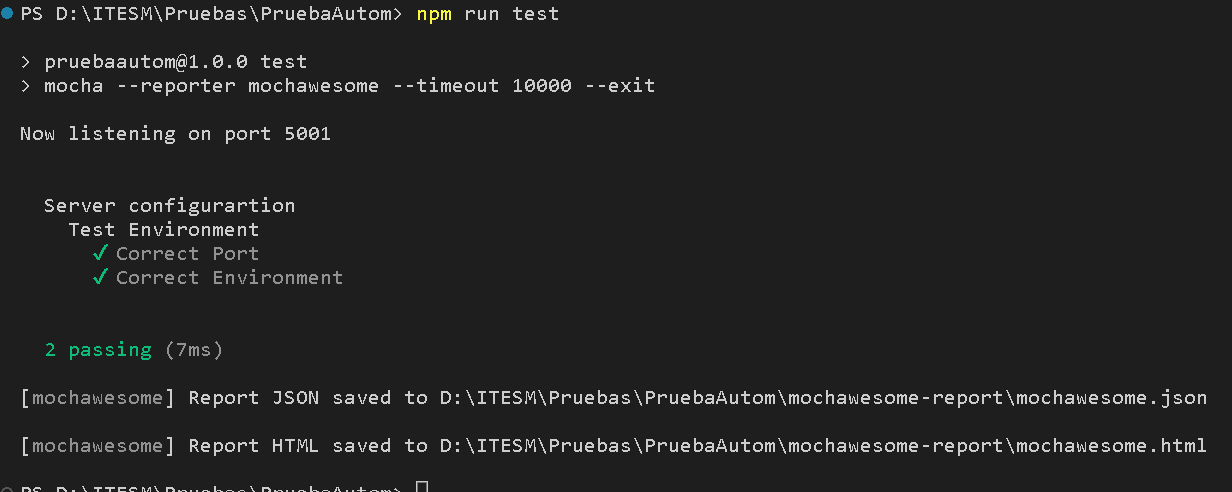 PS D:\ITESM\Pruebas\PruebaAutom> npm run test
> pruebaautom@1.0.0 test
> mocha --reporter mochawesome --timeout 10000 --exit
Now listening on port 5001
Server configurartion
Test Environment
✓ Correct Port
✓ Correct Environment
2 passing (7ms)
[mochawesome] Report JSON saved to D:\ITESM\Pruebas\PruebaAutom\mochawesome-report\mochawesome.json
[mochawesome] Report HTML saved to D:\ITESM\Pruebas\PruebaAutom\mochawesome-report\mochawesome.html
PS D:\ITESM\Pruebas\PruebaAutom>